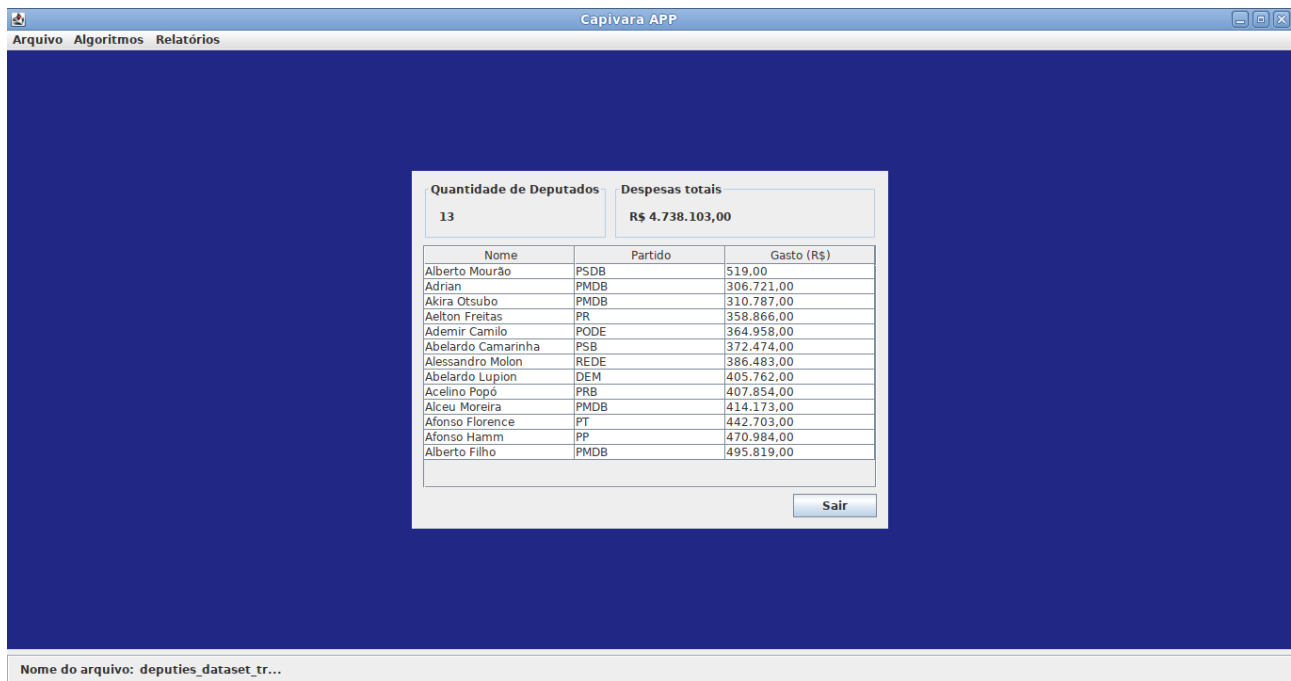 Capivara APP
Arquivo Algoritmos Relatórios
Quantidade de Deputados Despesas totais
13 R$ 4.738.103,00
Nome Partido Gasto (R$)
Alberto Mourão PSDB 519,00
Adrian PMDB 306.721,00
Akira Otsubo PMDB 310.787,00
Aelton Freitas PR 358.866,00
Ademir Camilo PODE 364.958,00
Abelardo Camarinha PSB 372.474,00
Alessandro Molon REDE 386.483,00
Abelardo Lupion DEM 405.762,00
Acelino Popó PRB 407.854,00
Alceu Moreira PMDB 414.173,00
Afonso Florence PT 442.703,00
Afonso Hamm PP 470.984,00
Alberto Filho PMDB 495.819,00
Sair
Nome do arquivo: deputies_dataset_tr...